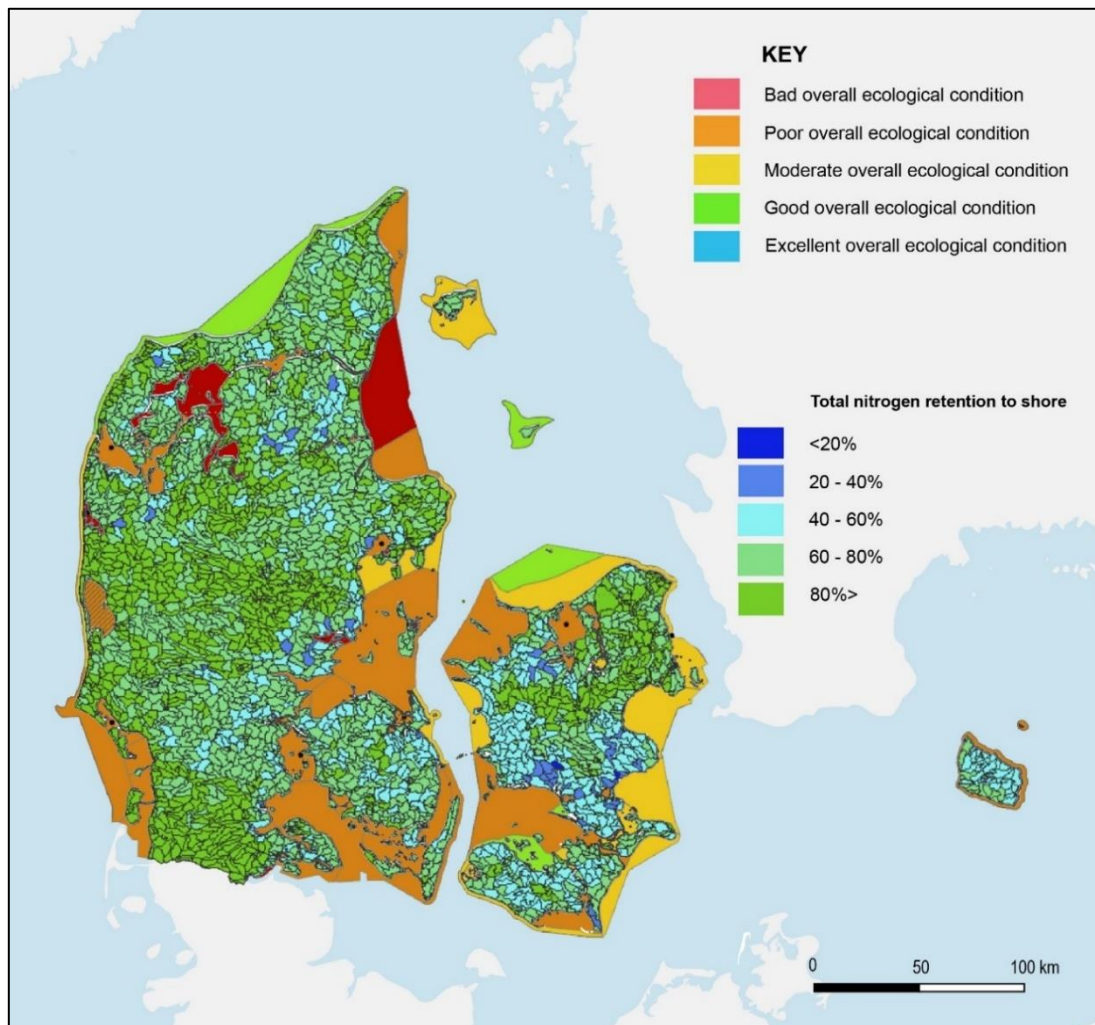 KEY
Bad overall ecological condition
Poor overall ecological condition
Moderate overall ecological condition
Good overall ecological condition
Excellent overall ecological condition
Total nitrogen retention to shore
<20%
20 - 40%
40 - 60%
60 - 80%
80%>
0 50 100 km